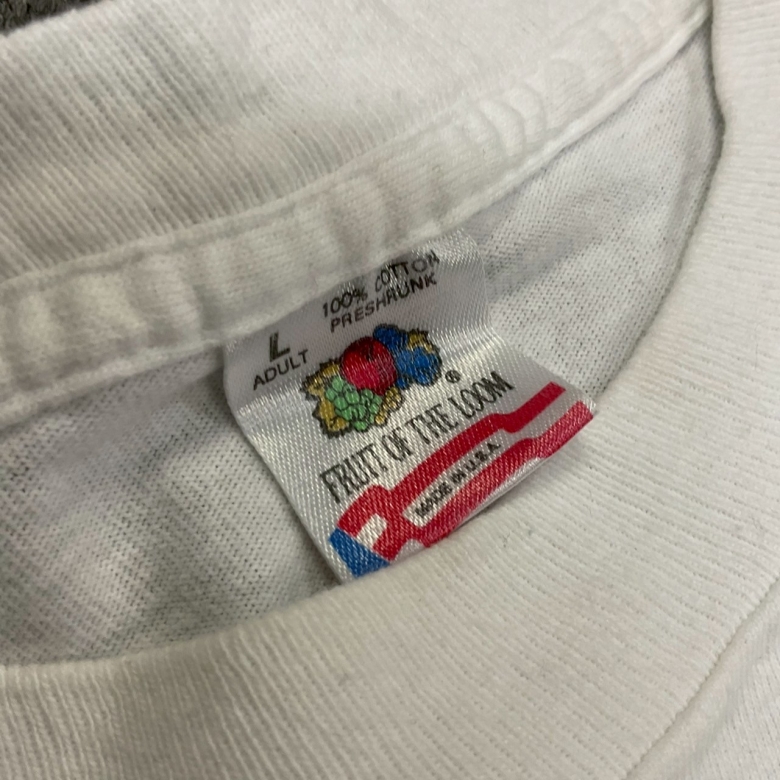 100% COTTON
PRESHRUNK
L
ADULT
®
FRUIT OF THE LOOM
MADE IN U.S.A.